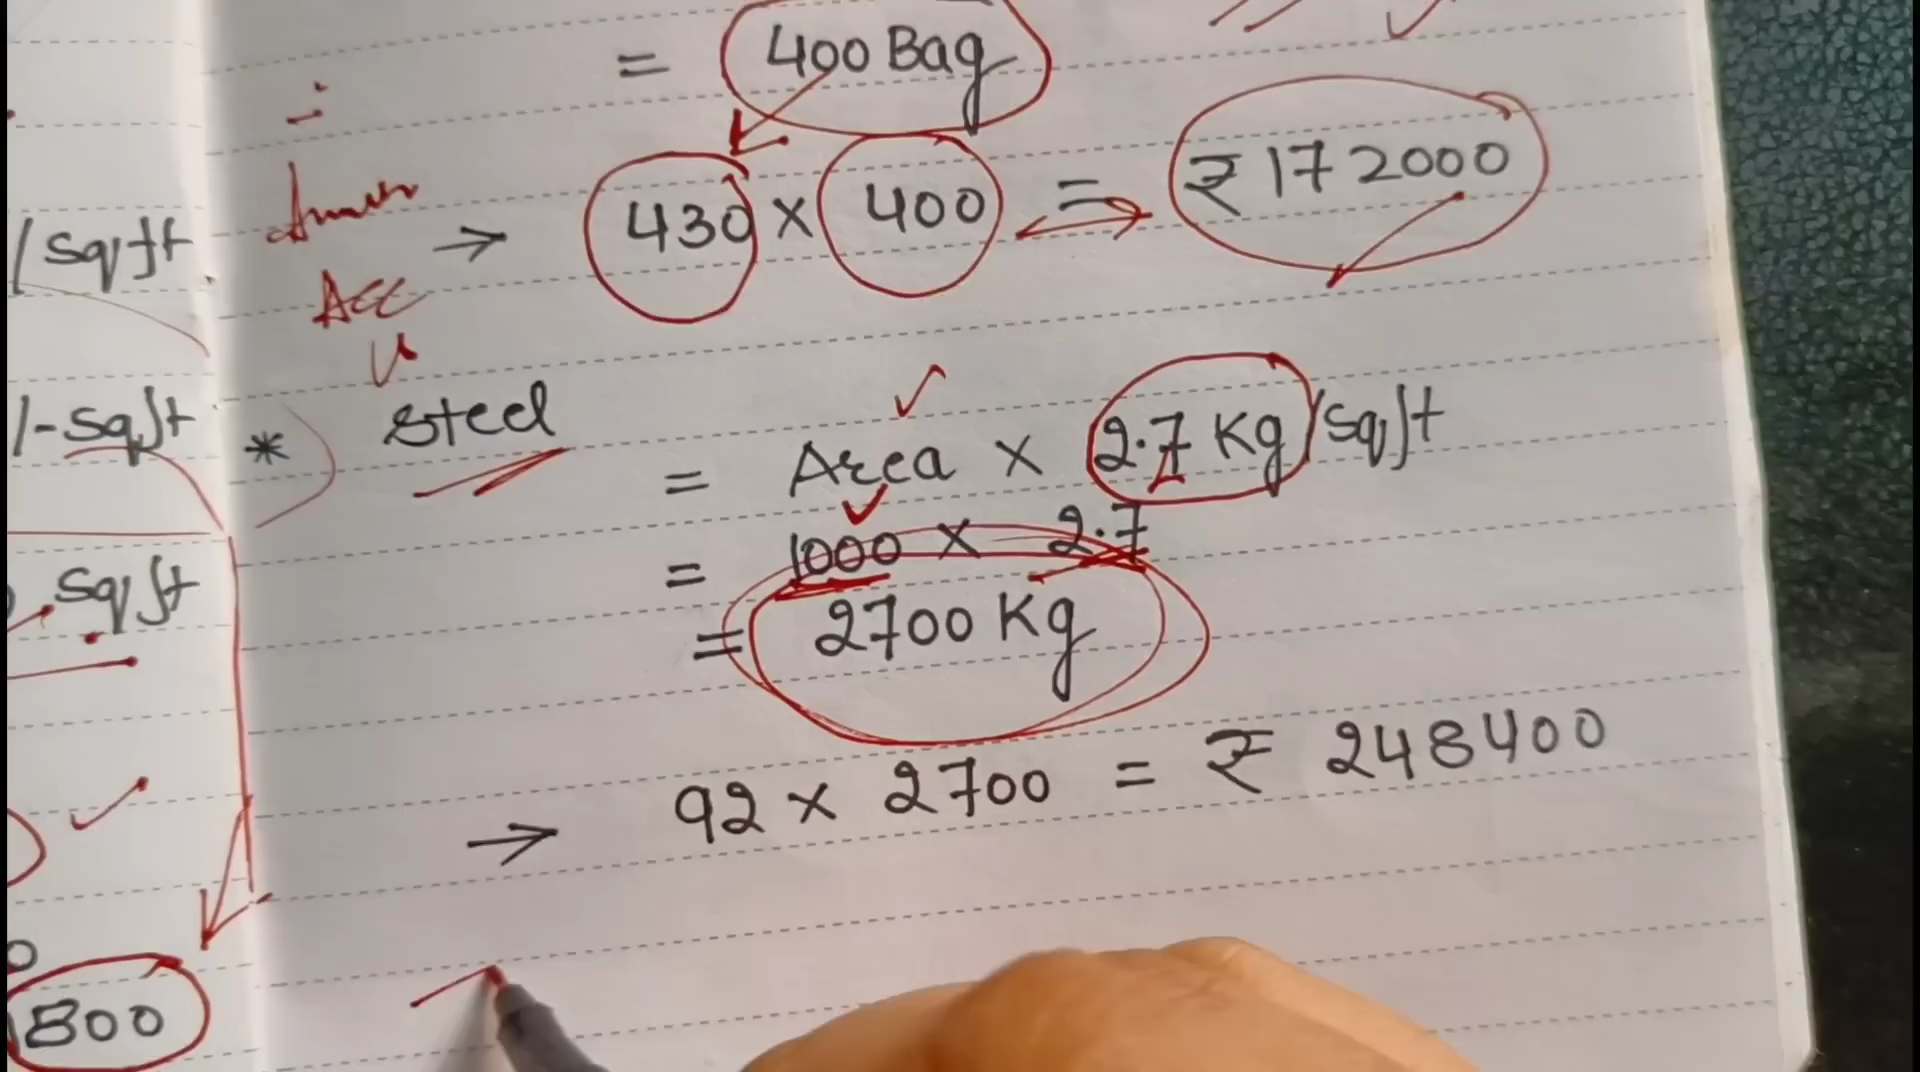 = 400 Bag
→ 430 × 400 = ₹ 172000
* Steel
= Area × 2.7 Kg/Sqft
= 1000 × 2.7
= 2700 Kg
→ 92 × 2700 = ₹ 248400
/Sqft
/-Sqft
Sqft
800